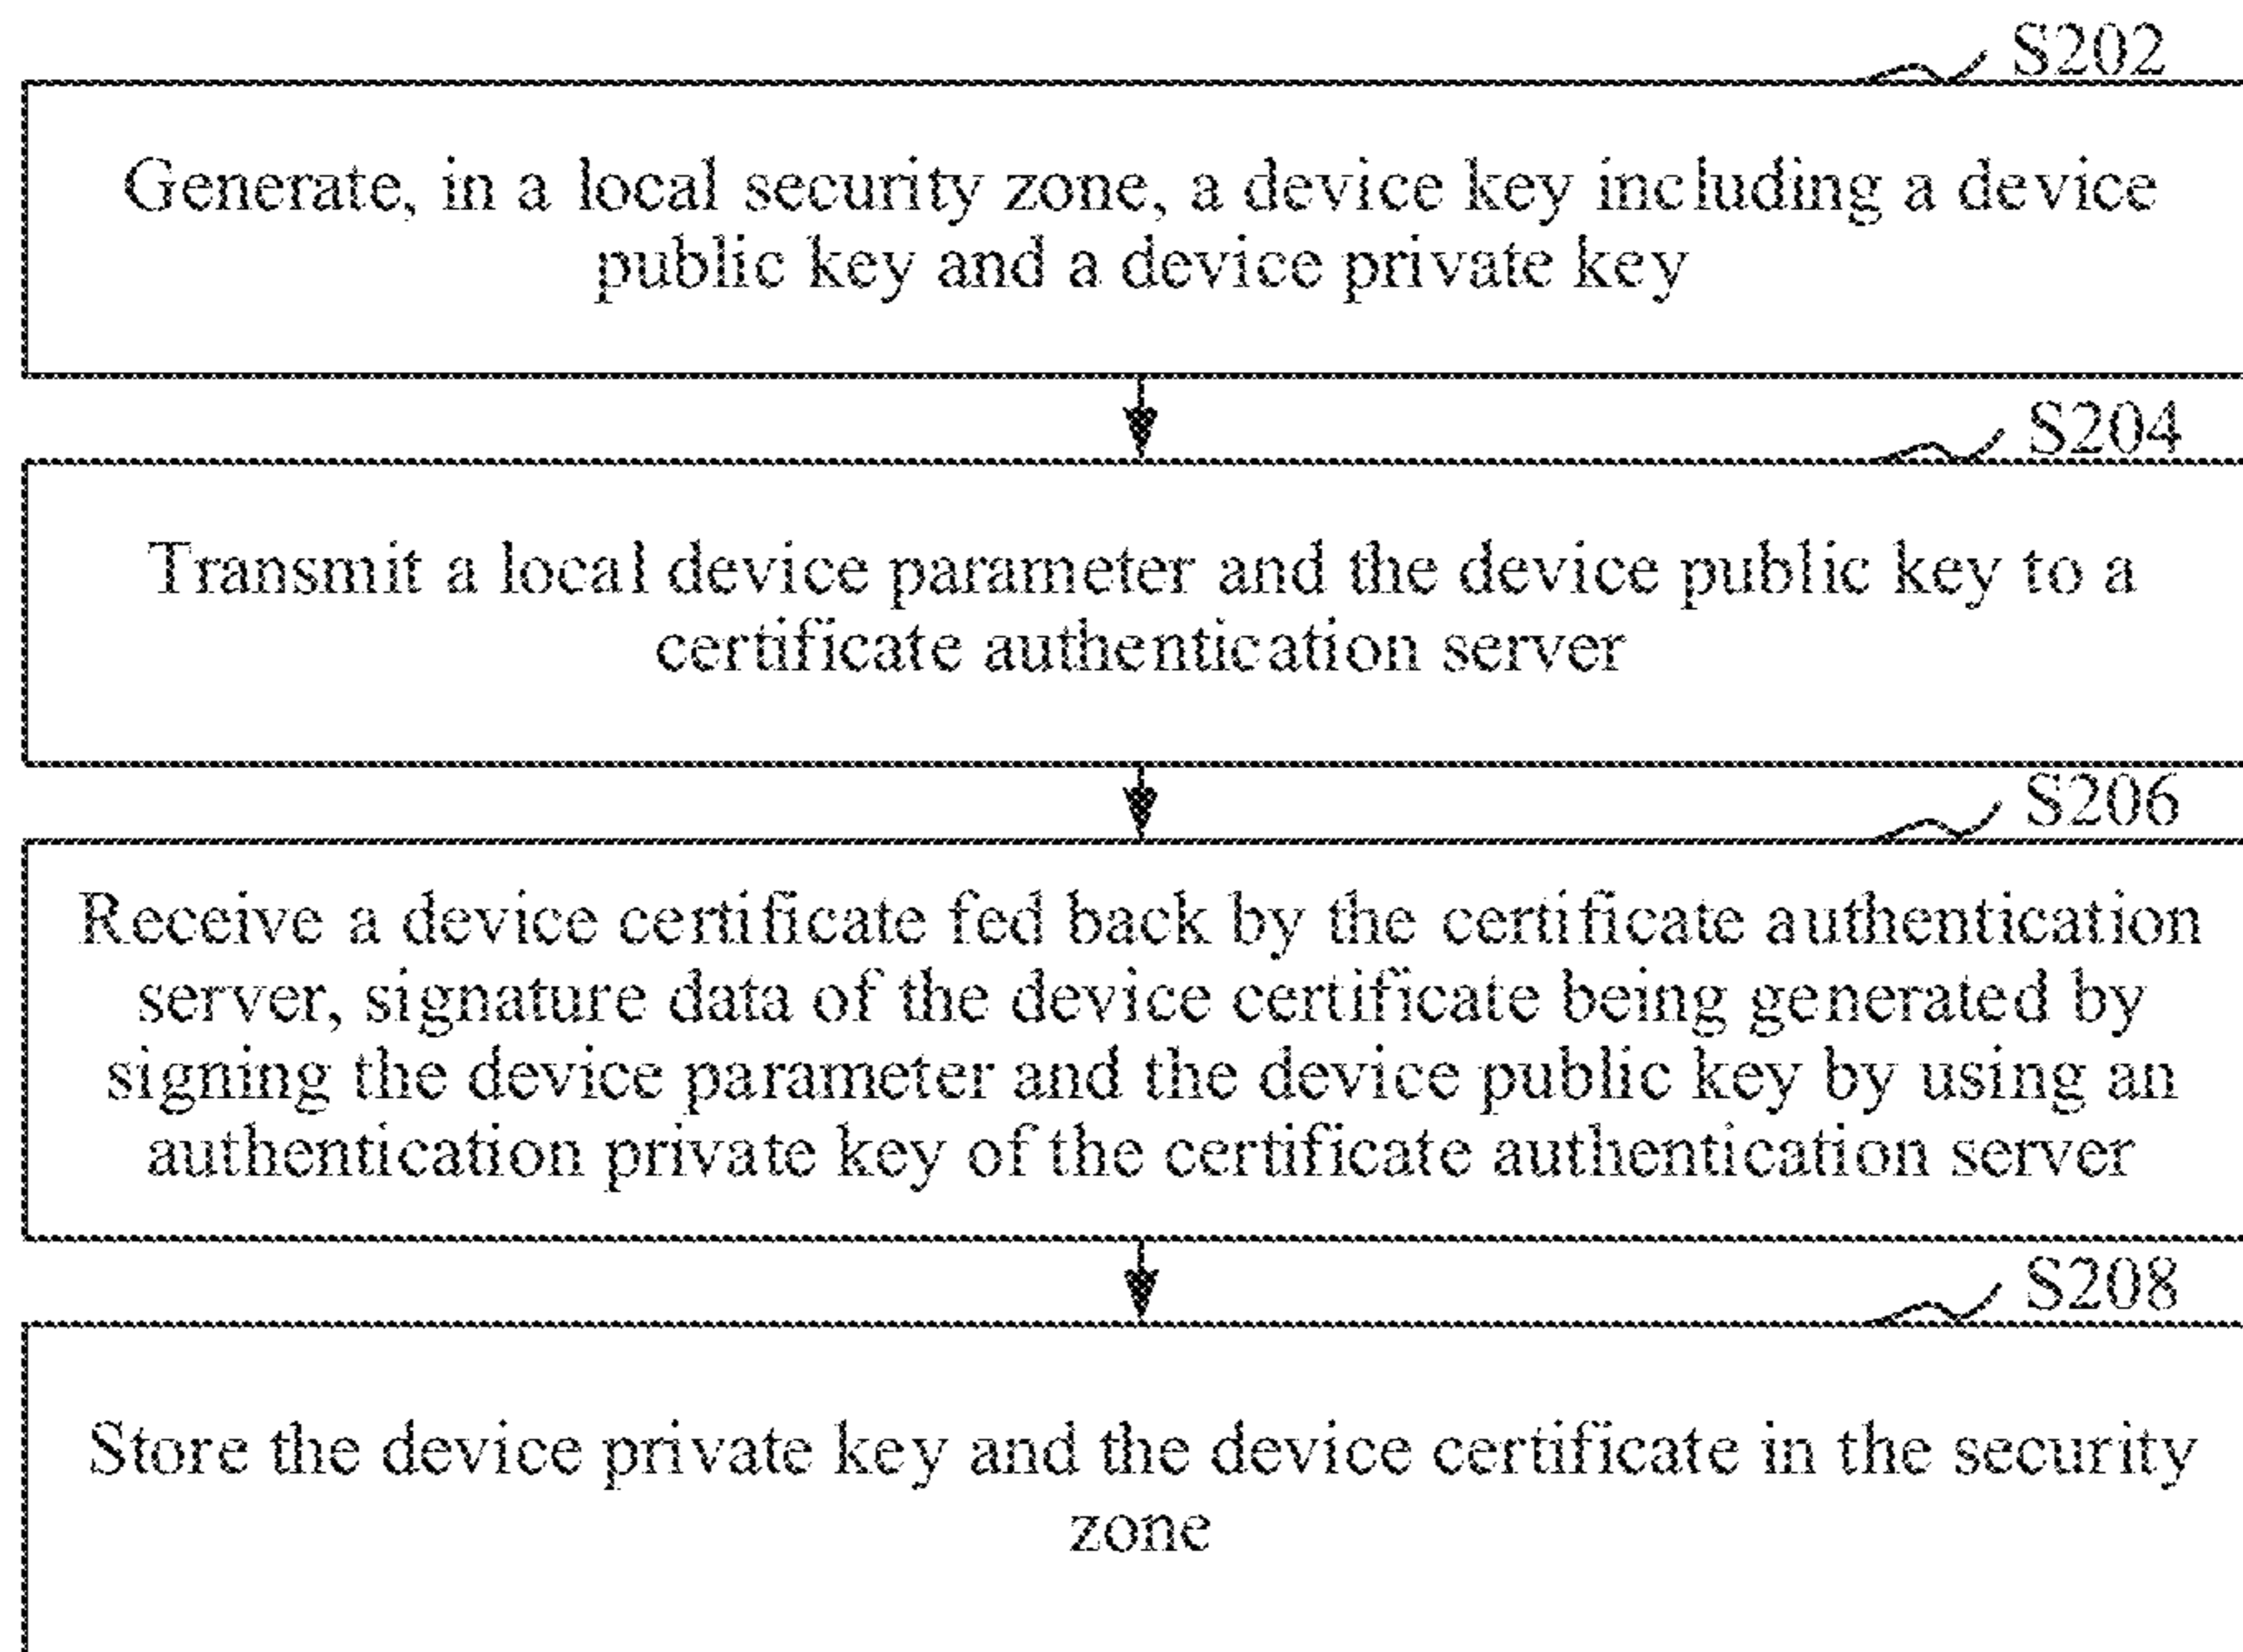 S202
Generate, in a local security zone, a device key including a device
public key and a device private key
S204
Transmit a local device parameter and the device public key to a
certificate authentication server
S206
Receive a device certificate fed back by the certificate authentication
server, signature data of the device certificate being generated by
signing the device parameter and the device public key by using an
authentication private key of the certificate authentication server
S208
Store the device private key and the device certificate in the security
zone